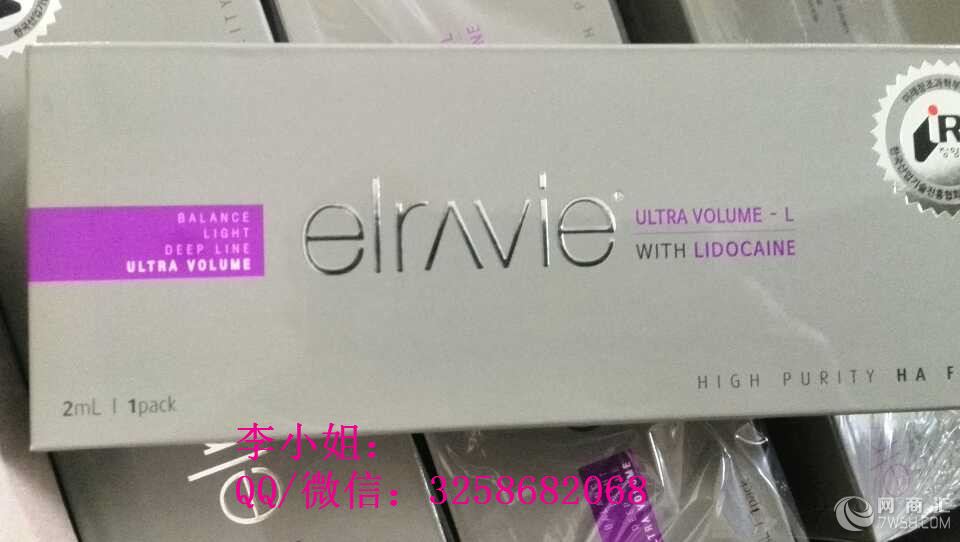 BALANCE
LIGHT
DEEP LINE
ULTRA VOLUME
elravie
ULTRA VOLUME - L
WITH LIDOCAINE
iR
HIGH PURITY HA F
2mL | 1pack
李小姐：
QQ/微信：3258682068
网商汇
7WSH.COM